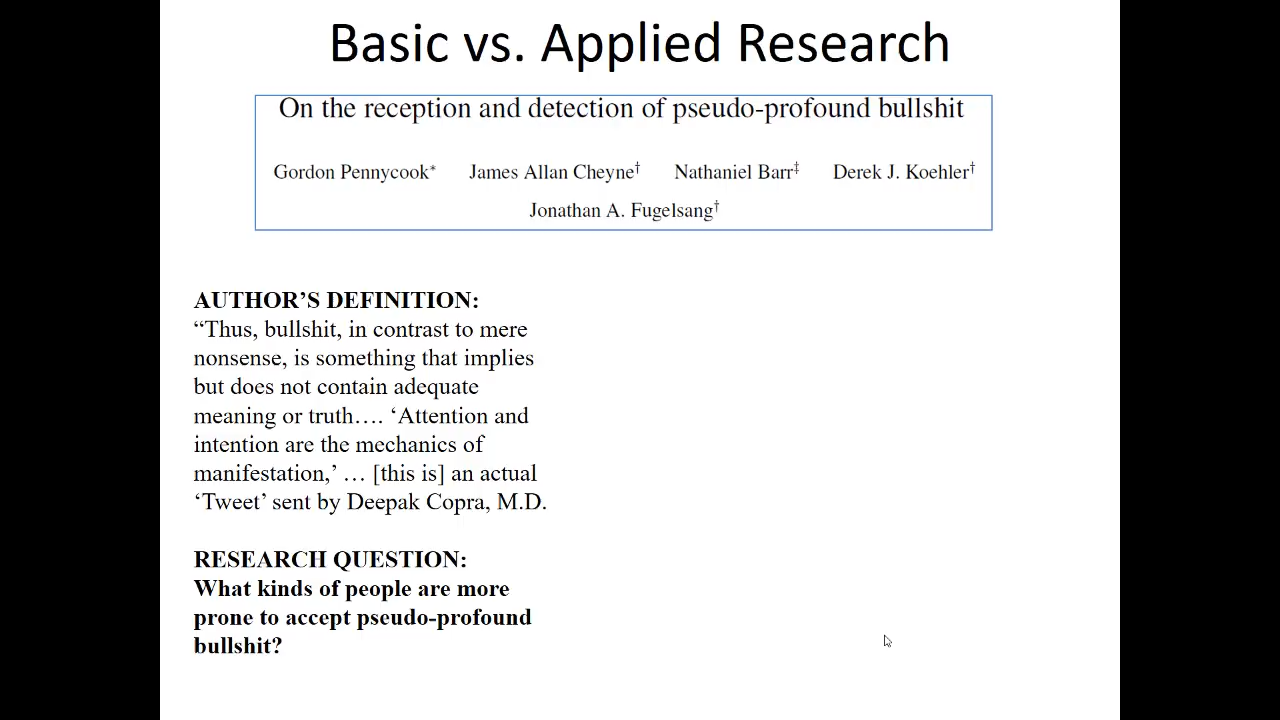 Basic vs. Applied Research
On the reception and detection of pseudo-profound bullshit
Gordon Pennycook* James Allan Cheyne† Nathaniel Barr‡ Derek J. Koehler†
Jonathan A. Fugelsang†
AUTHOR’S DEFINITION:
“Thus, bullshit, in contrast to mere
nonsense, is something that implies
but does not contain adequate
meaning or truth…. ‘Attention and
intention are the mechanics of
manifestation,’ … [this is] an actual
‘Tweet’ sent by Deepak Copra, M.D.
RESEARCH QUESTION:
What kinds of people are more
prone to accept pseudo-profound
bullshit?